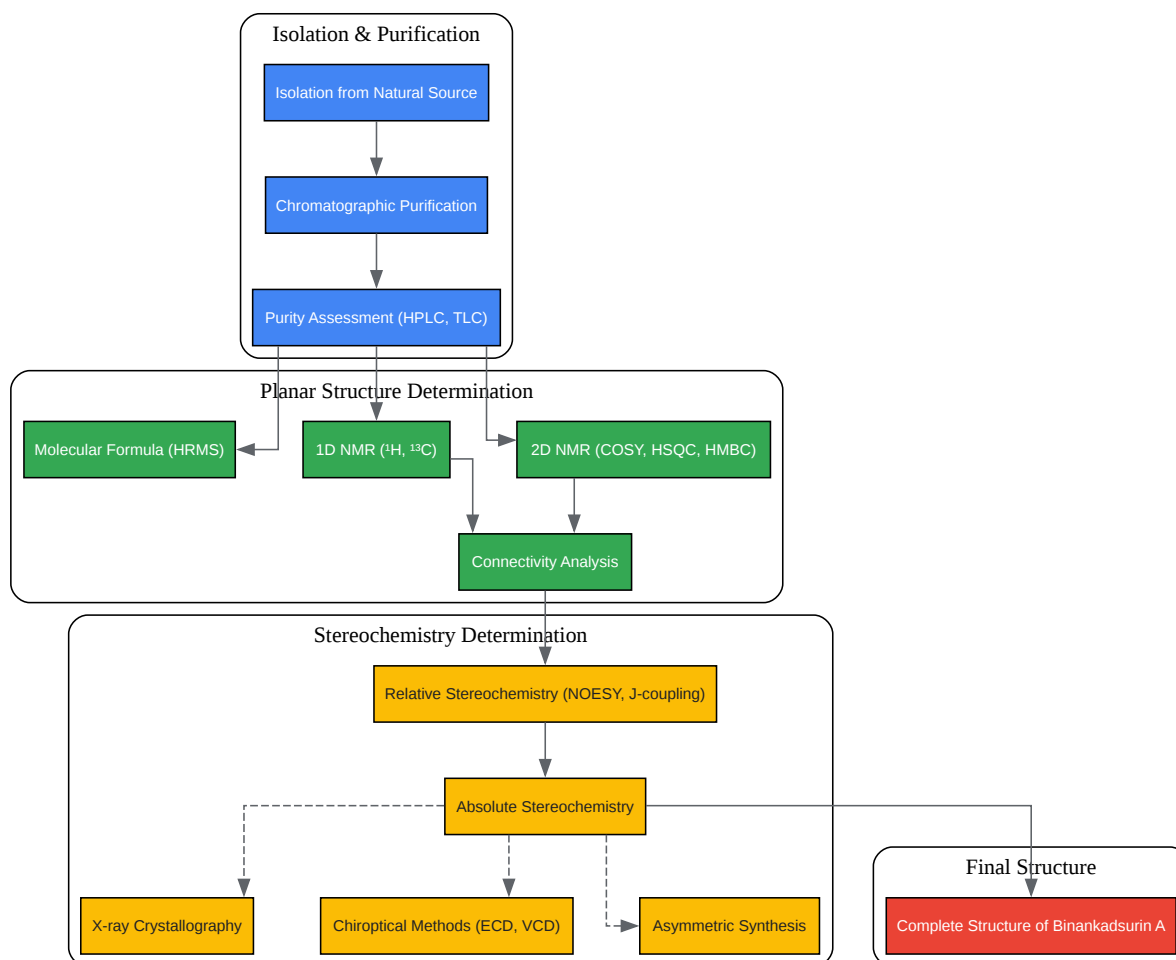 Isolation & Purification
Isolation from Natural Source
Chromatographic Purification
Purity Assessment (HPLC, TLC)
Planar Structure Determination
Molecular Formula (HRMS)
1D NMR (¹H, ¹³C)
2D NMR (COSY, HSQC, HMBC)
Connectivity Analysis
Stereochemistry Determination
Relative Stereochemistry (NOESY, J-coupling)
Absolute Stereochemistry
X-ray Crystallography
Chiroptical Methods (ECD, VCD)
Asymmetric Synthesis
Final Structure
Complete Structure of Binankadsurin A